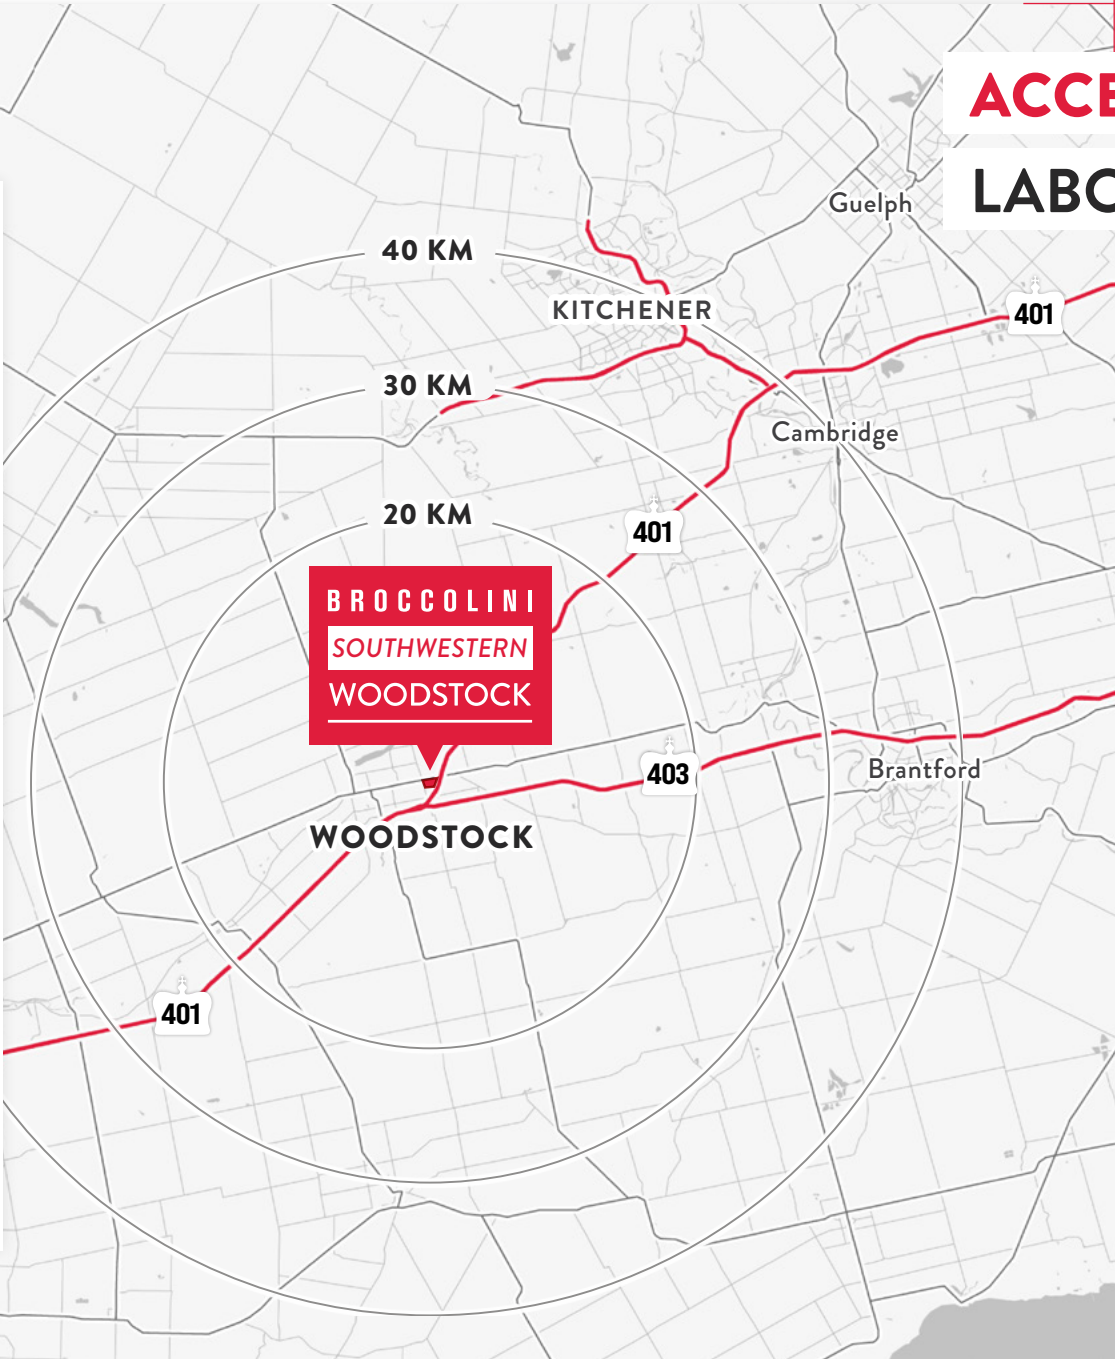 ACCE
LABO
Guelph
40 KM
KITCHENER
401
30 KM
Cambridge
20 KM
401
BROCCOLINI
SOUTHWESTERN
WOODSTOCK
403
Brantford
WOODSTOCK
401